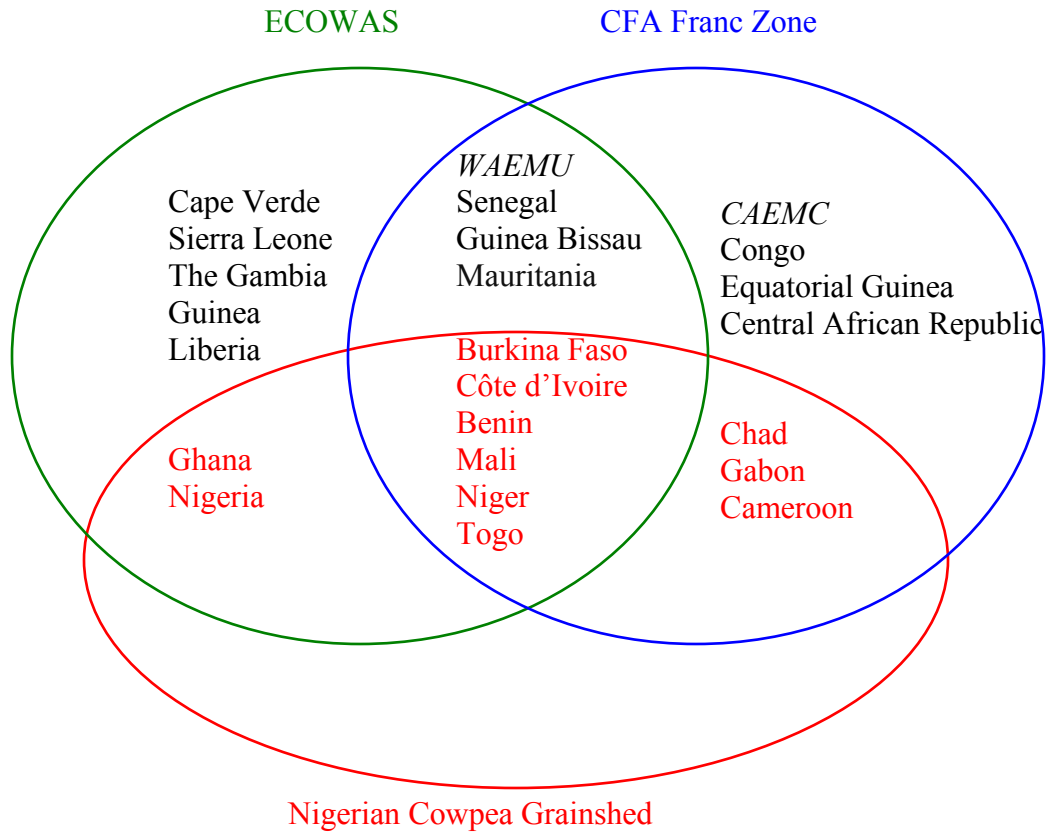 ECOWAS
CFA Franc Zone
Cape Verde
Sierra Leone
The Gambia
Guinea
Liberia
WAEMU
Senegal
Guinea Bissau
Mauritania
CAEMC
Congo
Equatorial Guinea
Central African Republic
Ghana
Nigeria
Burkina Faso
Côte d’Ivoire
Benin
Mali
Niger
Togo
Chad
Gabon
Cameroon
Nigerian Cowpea Grainshed